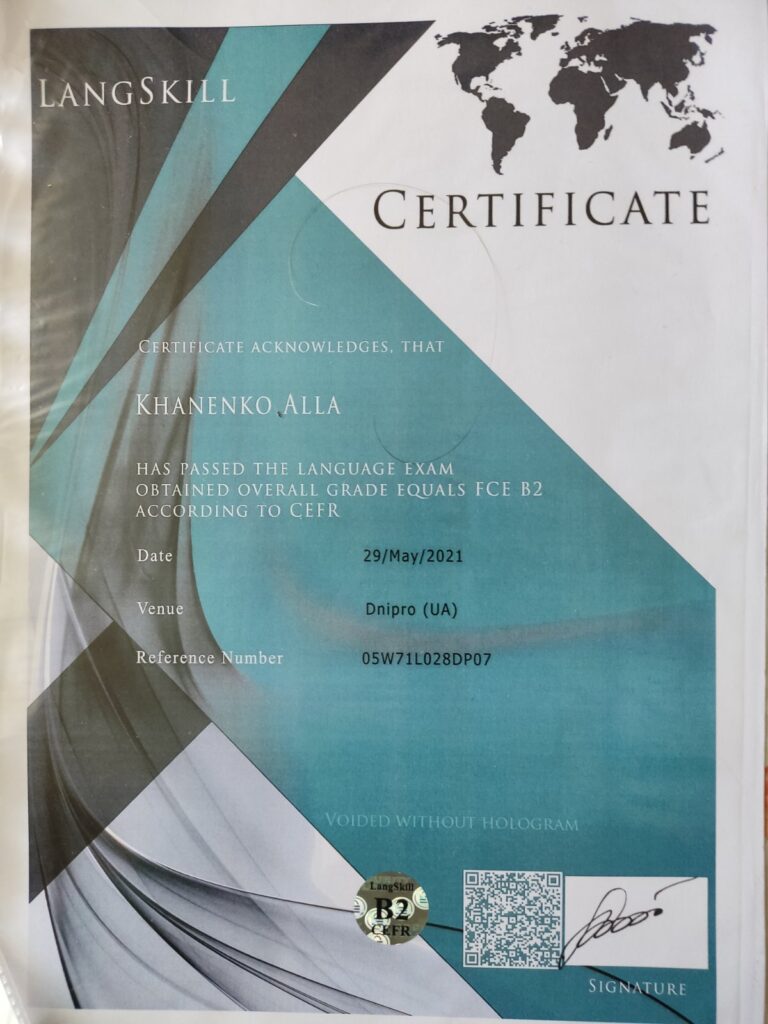 LANGSKILL
CERTIFICATE
CERTIFICATE ACKNOWLEDGES, THAT
KHANENKO ALLA
HAS PASSED THE LANGUAGE EXAM
OBTAINED OVERALL GRADE EQUALS FCE B2
ACCORDING TO CEFR
Date 29/May/2021
Venue Dnipro (UA)
Reference Number 05W71L028DP07
VOIDED WITHOUT HOLOGRAM
LangSkill
B2
CEFR
SIGNATURE